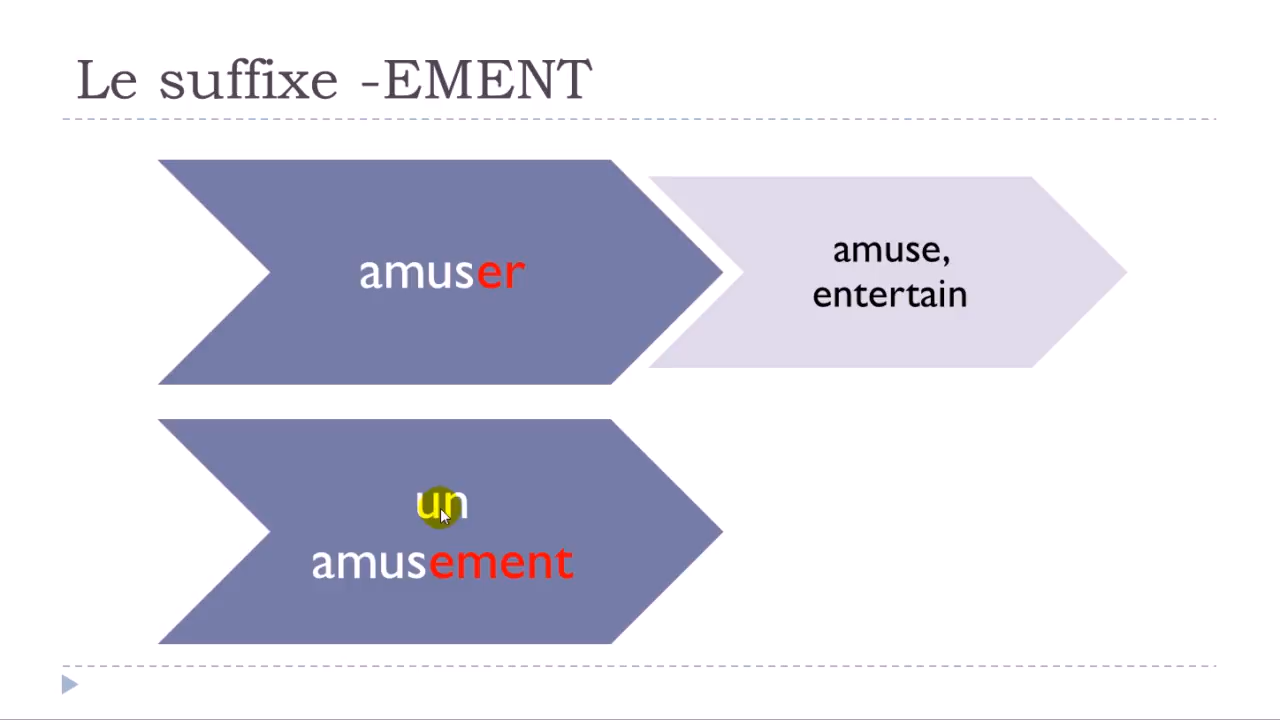 Le suffixe -EMENT
amuser
amuse,
entertain
un
amusement